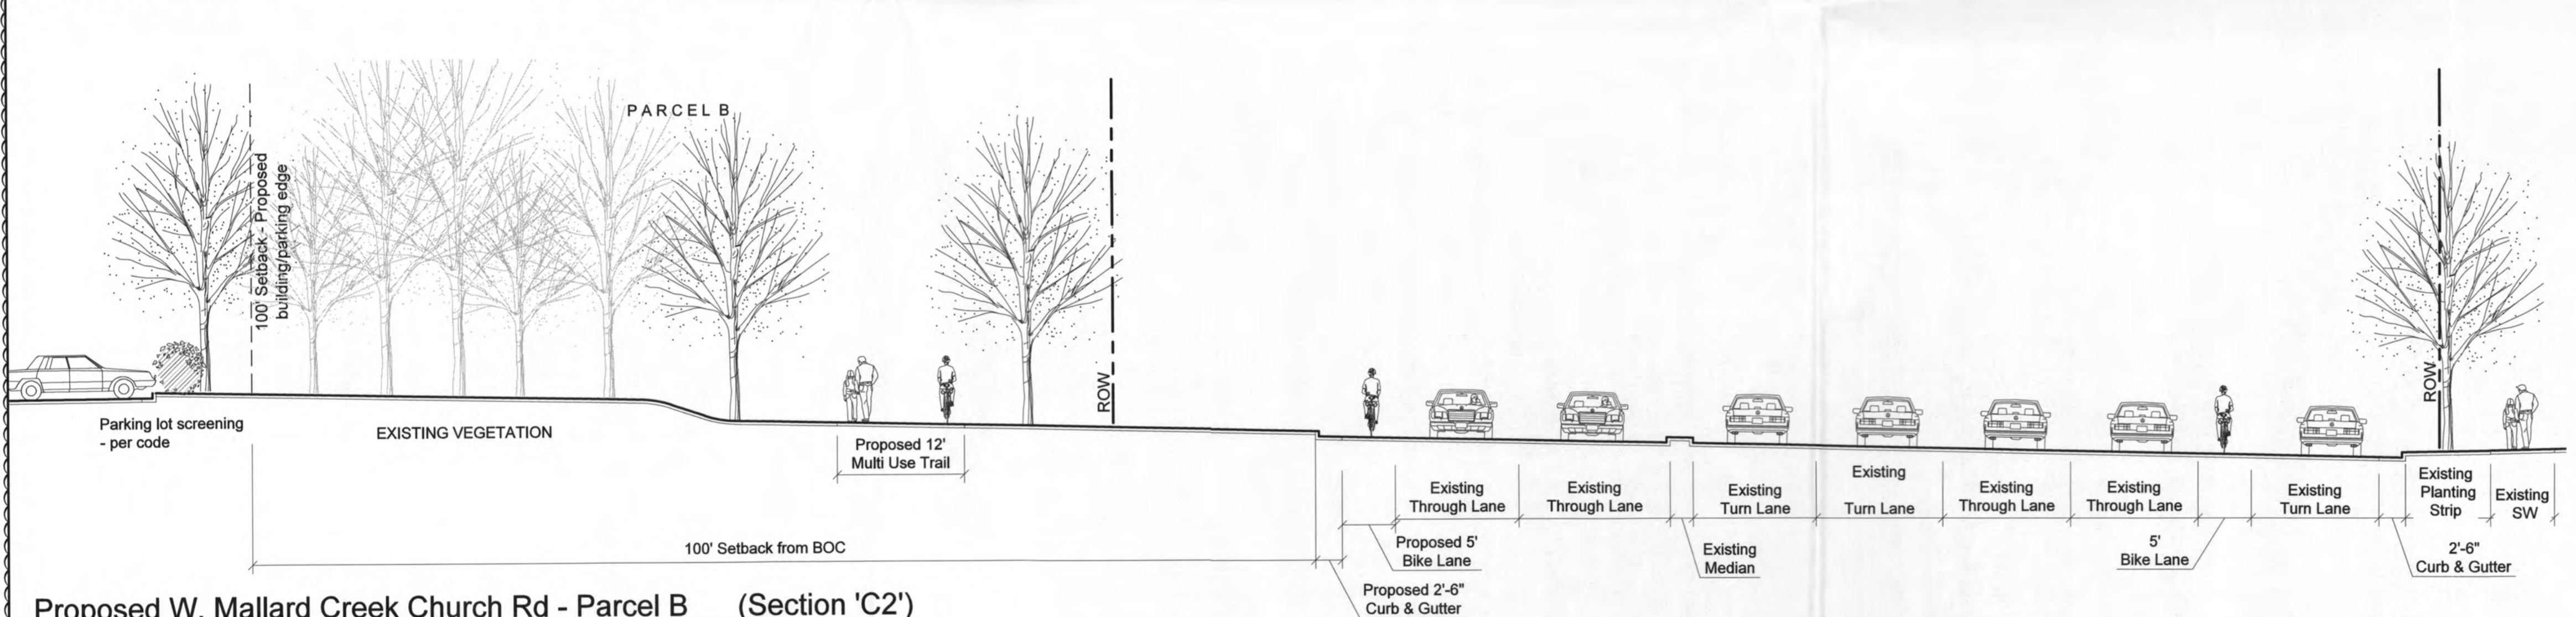 PARCEL B
100' Setback - Proposed
building/parking edge
ROW
ROW
Parking lot screening
- per code
EXISTING VEGETATION
Proposed 12'
Multi Use Trail
100' Setback from BOC
Existing
Through Lane
Existing
Through Lane
Existing
Turn Lane
Existing
Turn Lane
Existing
Through Lane
Existing
Through Lane
Existing
Turn Lane
Existing
Planting
Strip
Existing
SW
Proposed 5'
Bike Lane
Existing
Median
5'
Bike Lane
2'-6"
Curb & Gutter
Proposed 2'-6"
Curb & Gutter
Proposed W. Mallard Creek Church Rd - Parcel B (Section 'C2')